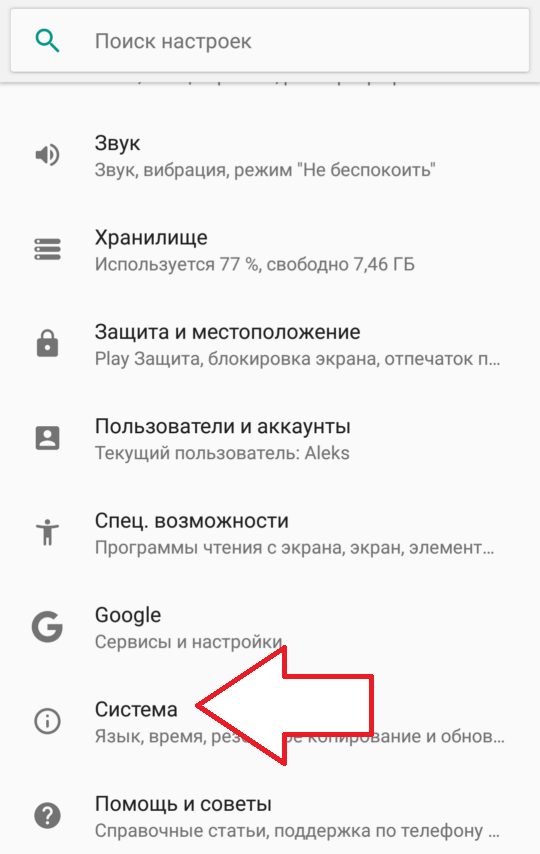 Поиск настроек
Звук
Звук, вибрация, режим "Не беспокоить"
Хранилище
Используется 77 %, свободно 7,46 ГБ
Защита и местоположение
Play Защита, блокировка экрана, отпечаток п…
Пользователи и аккаунты
Текущий пользователь: Aleks
Спец. возможности
Программы чтения с экрана, экран, элемент…
Google
Сервисы и настройки
Система
Язык, время, копирование и обнов…
Помощь и советы
Справочные статьи, поддержка по телефону …